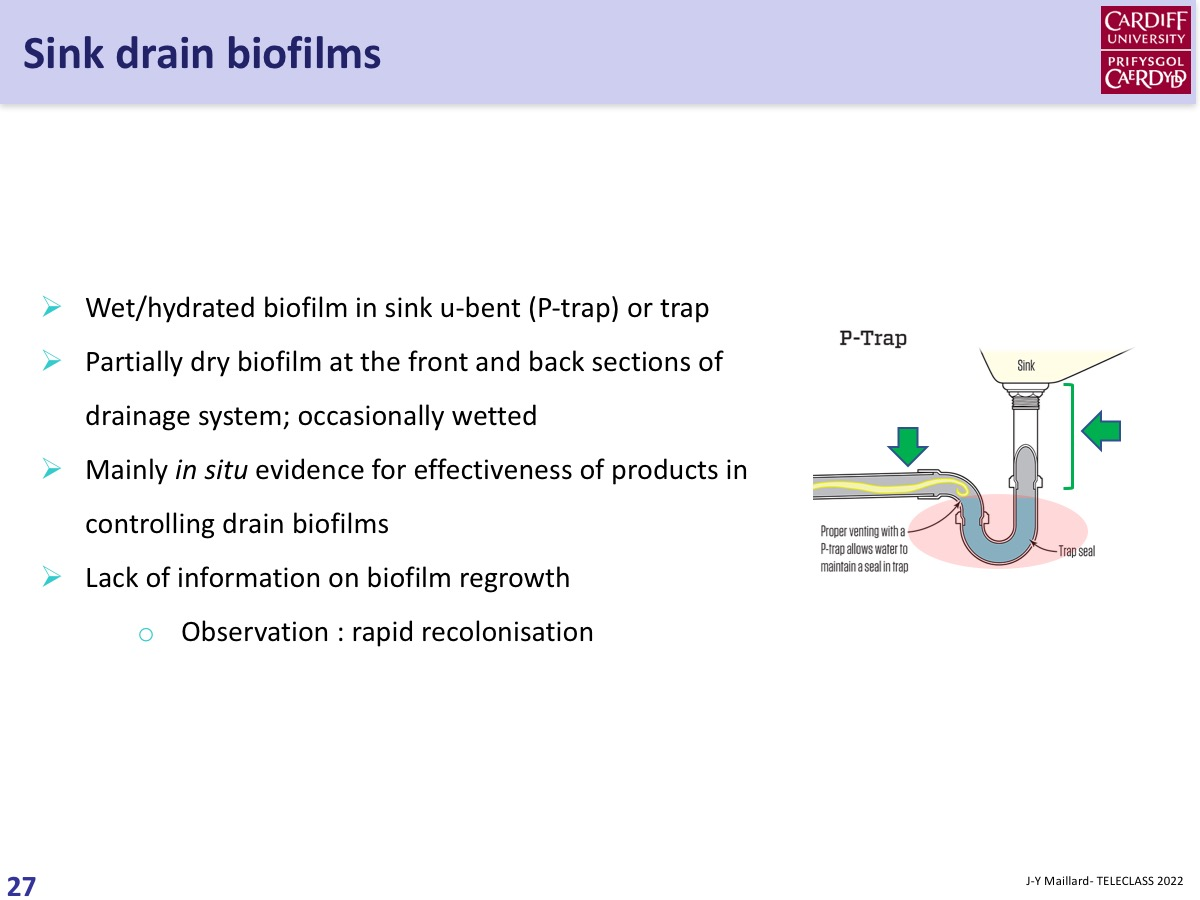 Sink drain biofilms
CARDIFF
UNIVERSITY
PRIFYSGOL
CAERDYDD
Wet/hydrated biofilm in sink u-bent (P-trap) or trap
Partially dry biofilm at the front and back sections of
drainage system; occasionally wetted
Mainly in situ evidence for effectiveness of products in
controlling drain biofilms
Lack of information on biofilm regrowth
Observation : rapid recolonisation
P-Trap
Sink
Proper venting with a
P-trap allows water to
maintain a seal in trap
Trap seal
27
J-Y Maillard- TELECLASS 2022